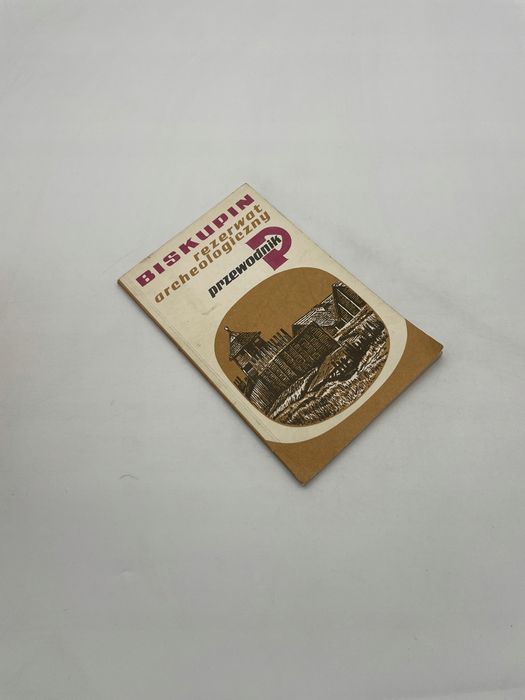 BISKUPIN
rezerwat
archeologiczny
przewodnik
P